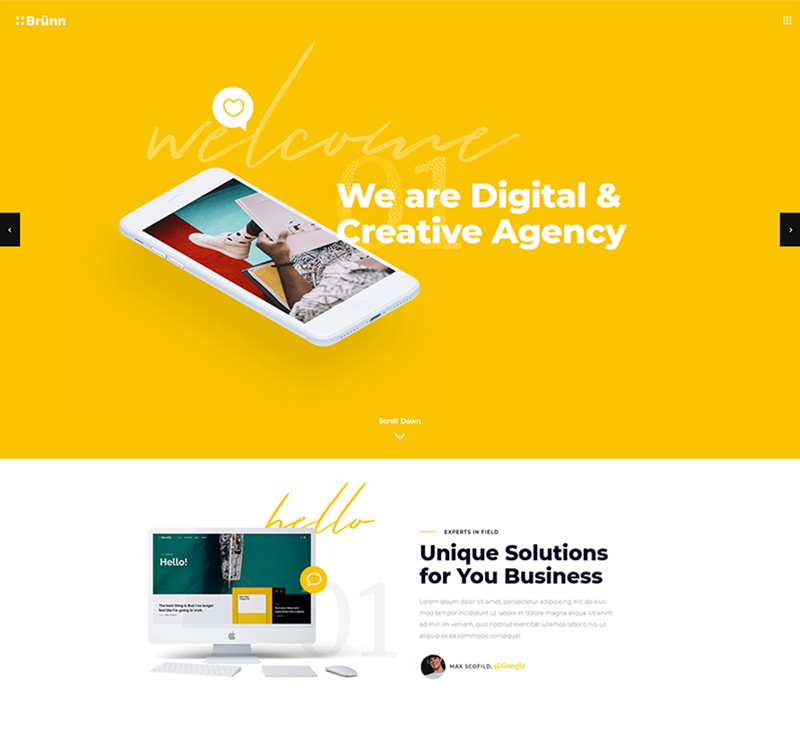 ::Brünn
welcome
01
We are Digital &
Creative Agency
Scroll Down
hello
Hello!
The best thing is that I no longer
feel like I'm going to work.
01
EXPERTS IN FIELD
Unique Solutions
for You Business
Lorem ipsum dolor sit amet, consectetur adipisicing elit, do eius
mod tempor incididunt ut labore et dolore magna aliqua. Ut enim
ad min im veniam, quis nostrud exercitati ullamco laboris nisi ut
aliquip ex ea commodo consequat.
MAX SCOFILD, @Google